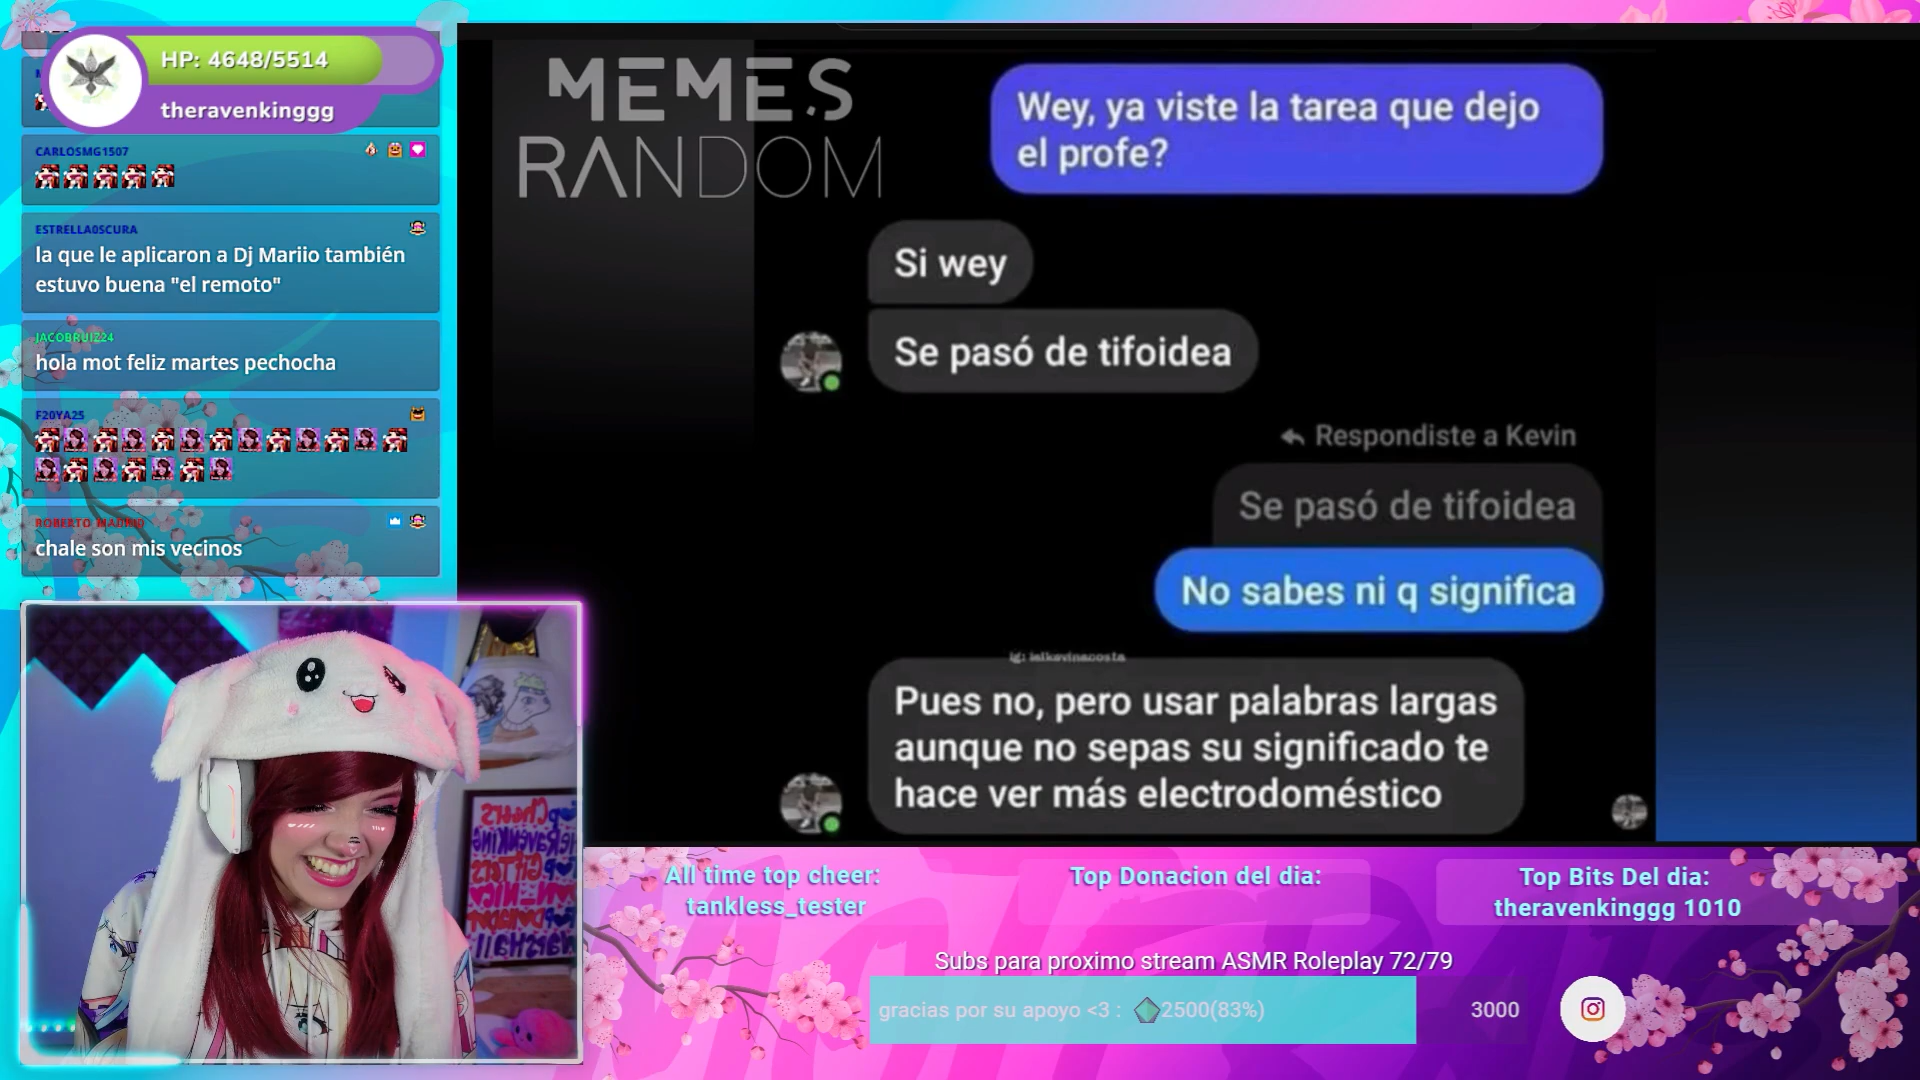 HP: 4648/5514
theravenkinggg
CARLOSMG1507
ESTRELLA0SCURA
la que le aplicaron a Dj Mariio también
estuvo buena "el remoto"
JACOBRUIZ24
hola mot feliz martes pechocha
F20YA25
ROBERTO_MADRID
chale son mis vecinos
MEMES
RANDOM
Wey, ya viste la tarea que dejo
el profe?
Si wey
Se pasó de tifoidea
Respondiste a Kevin
Se pasó de tifoidea
No sabes ni q significa
Pues no, pero usar palabras largas
aunque no sepas su significado te
hace ver más electrodoméstico
All time top cheer:
tankless_tester
Top Donacion del dia:
Top Bits Del dia:
theravenkinggg 1010
Subs para proximo stream ASMR Roleplay 72/79
gracias por su apoyo <3 : 2500(83%)
3000